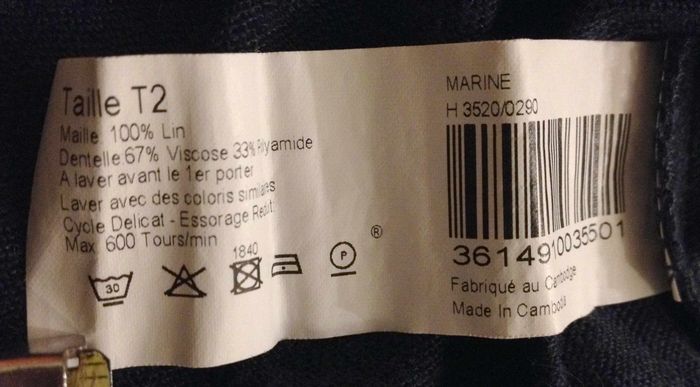 Taille T2
Maille 100% Lin
Dentelle 67% Viscose 33% Polyamide
A laver avant le 1er porter
Laver avec des coloris similaires
Cycle Delicat - Essorage Reduit:
Max 600 Tours/min
30
1840
P
®
MARINE
H 3520/0290
3614910035501
Fabriqué au Cambodge
Made In Cambodia